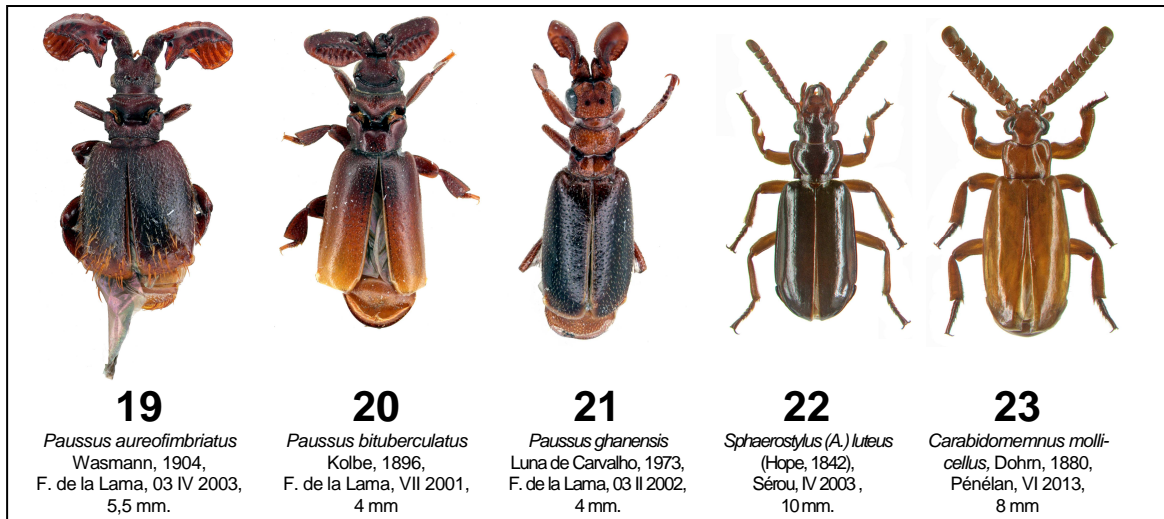 19
Paussus aureofimbriatus
Wasmann, 1904,
F. de la Lama, 03 IV 2003,
5,5 mm.
20
Paussus bituberculatus
Kolbe, 1896,
F. de la Lama, VII 2001,
4 mm
21
Paussus ghanensis
Luna de Carvalho, 1973,
F. de la Lama, 03 II 2002,
4 mm.
22
Sphaerostylus (A.) luteus
(Hope, 1842),
Sérou, IV 2003 ,
10 mm.
23
Carabidomemnus molli-
cellus, Dohrn, 1880,
Pénélan, VI 2013,
8 mm